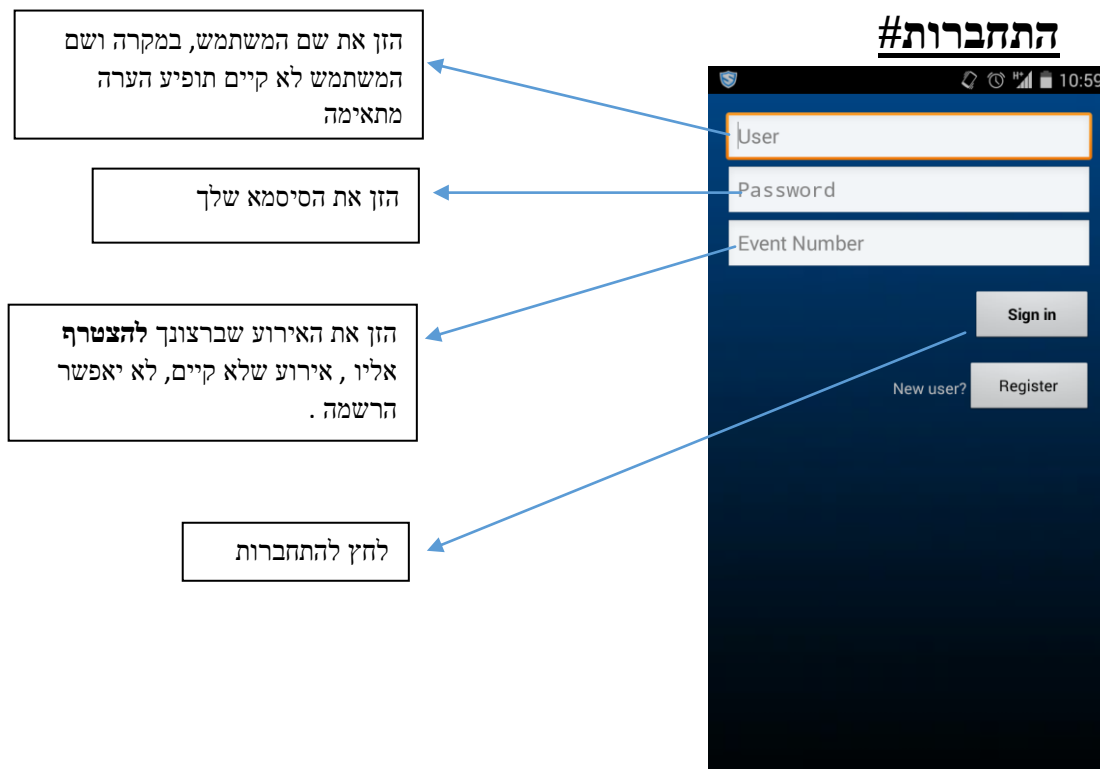 #התחברות
הזן את שם המשתמש, במקרה ושם
המשתמש לא קיים תופיע הערה
מתאימה
הזן את הסיסמא שלך
הזן את האירוע שברצונך להצטרף
אליו , אירוע שלא קיים, לא יאפשר
הרשמה .
לחץ להתחברות
10:59
User
Password
Event Number
Sign in
New user?
Register